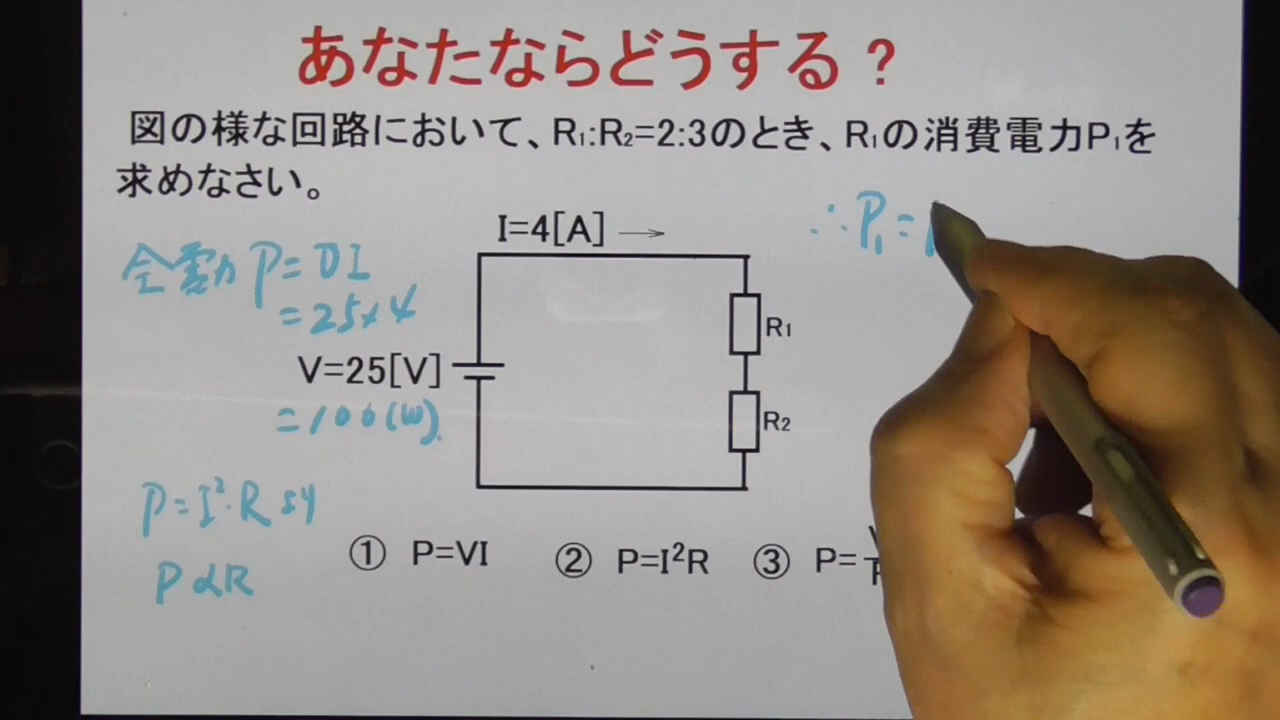 あなたならどうする？
図の様な回路において、R₁:R₂=2:3のとき、R₁の消費電力P₁を
求めなさい。
∴P₁=
I=4[A] →
全電力 P=VI
=25×4
V=25[V]
=100(W).
R₁
R₂
P=I²・Rより
P∝R
① P=VI ② P=I²R ③ P=